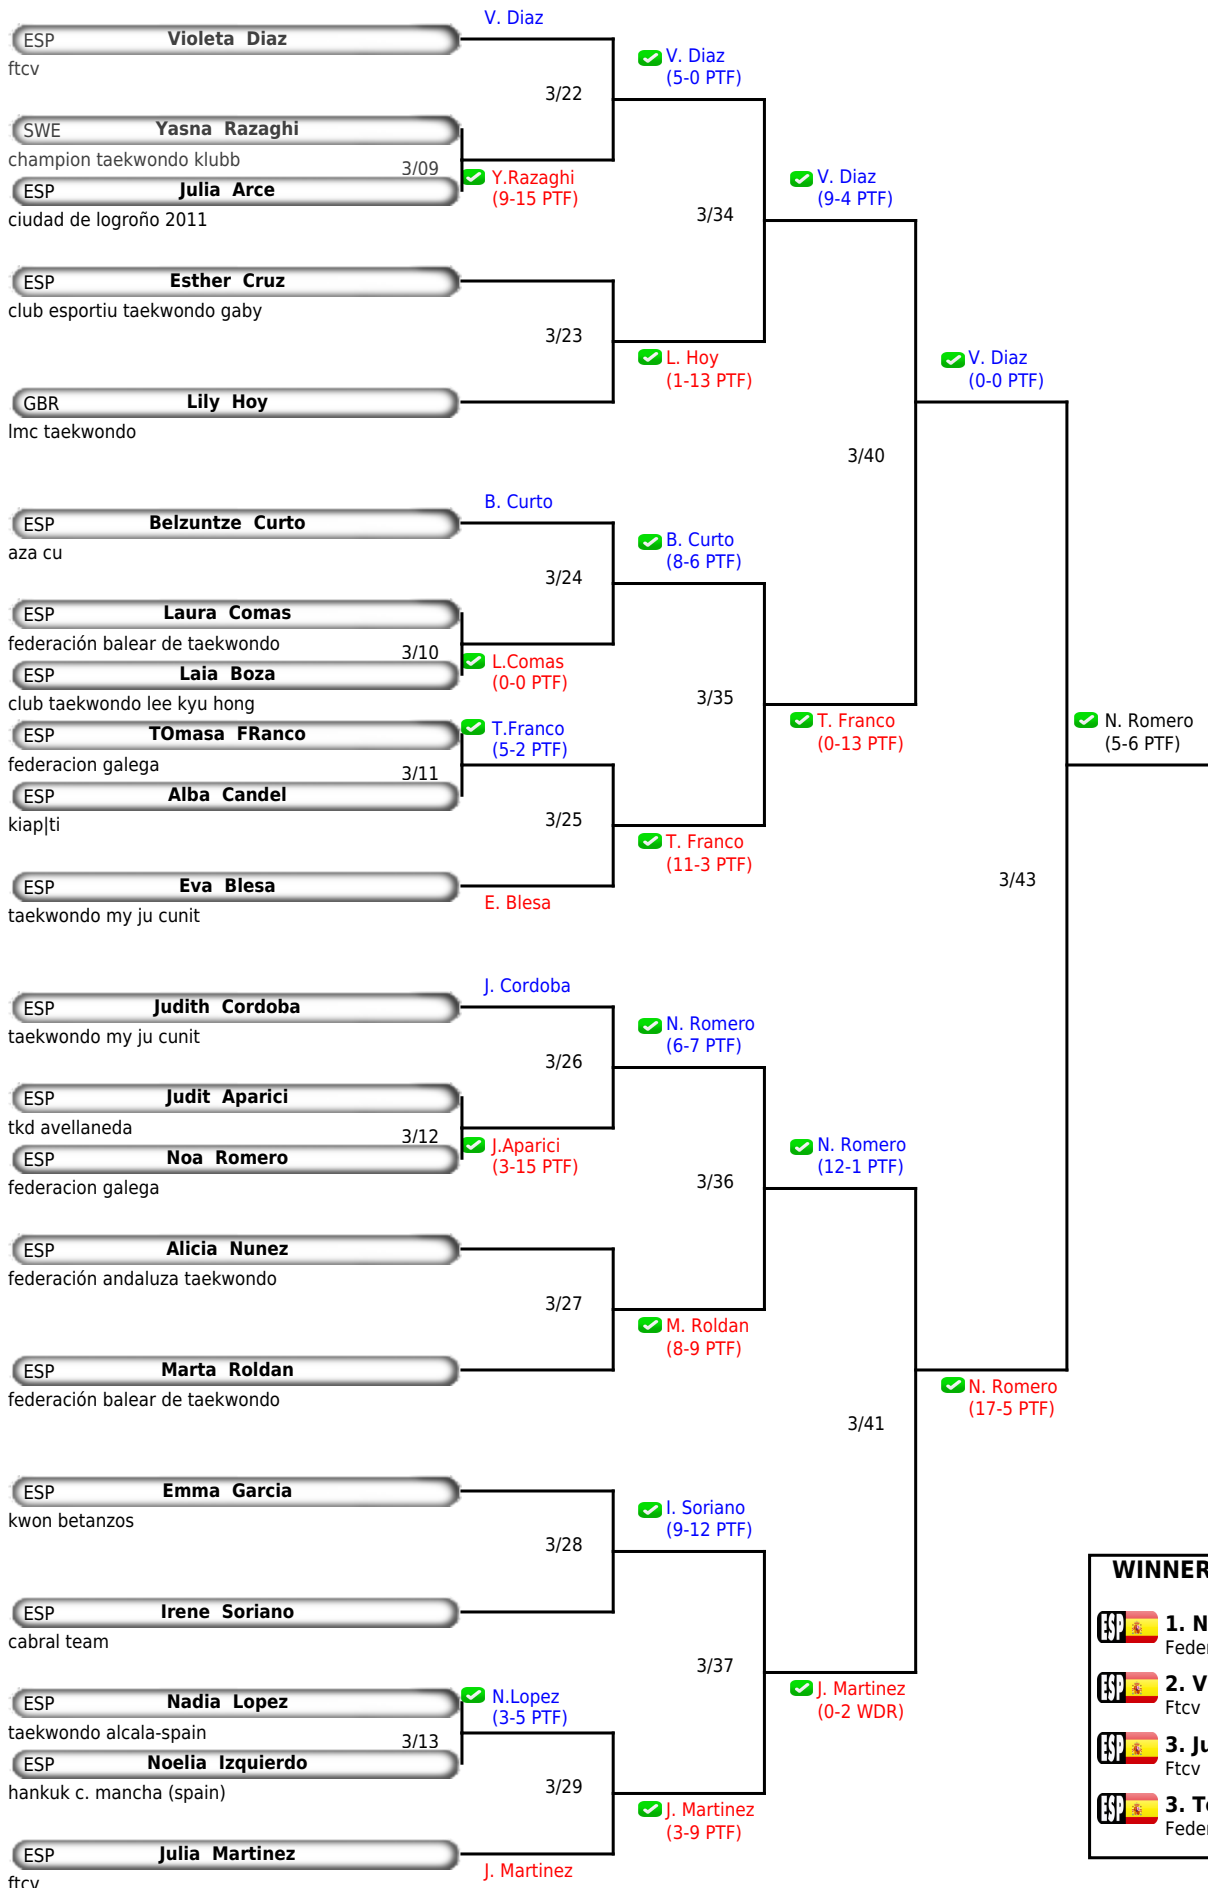 V. Diaz
ESP Violeta Diaz
ftcv
V. Diaz
(5-0 PTF)
3/22
SWE Yasna Razaghi
champion taekwondo klubb
3/09
Y.Razaghi
(9-15 PTF)
ESP Julia Arce
ciudad de logroño 2011
V. Diaz
(9-4 PTF)
3/34
ESP Esther Cruz
club esportiu taekwondo gaby
3/23
L. Hoy
(1-13 PTF)
GBR Lily Hoy
lmc taekwondo
V. Diaz
(0-0 PTF)
3/40
B. Curto
ESP Belzuntze Curto
aza cu
B. Curto
(8-6 PTF)
3/24
ESP Laura Comas
federación balear de taekwondo
3/10
L.Comas
(0-0 PTF)
ESP Laia Boza
club taekwondo lee kyu hong
3/35
T. Franco
(0-13 PTF)
N. Romero
(5-6 PTF)
ESP TOmasa FRanco
federacion galega
3/11
T.Franco
(5-2 PTF)
ESP Alba Candel
kiap|ti
3/25
T. Franco
(11-3 PTF)
ESP Eva Blesa
taekwondo my ju cunit
E. Blesa
3/43
J. Cordoba
ESP Judith Cordoba
taekwondo my ju cunit
N. Romero
(6-7 PTF)
3/26
ESP Judit Aparici
tkd avellaneda
3/12
J.Aparici
(3-15 PTF)
ESP Noa Romero
federacion galega
N. Romero
(12-1 PTF)
3/36
ESP Alicia Nunez
federación andaluza taekwondo
3/27
M. Roldan
(8-9 PTF)
ESP Marta Roldan
federación balear de taekwondo
N. Romero
(17-5 PTF)
3/41
ESP Emma Garcia
kwon betanzos
I. Soriano
(9-12 PTF)
3/28
ESP Irene Soriano
cabral team
3/37
J. Martinez
(0-2 WDR)
ESP Nadia Lopez
taekwondo alcala-spain
3/13
N.Lopez
(3-5 PTF)
ESP Noelia Izquierdo
hankuk c. mancha (spain)
3/29
J. Martinez
(3-9 PTF)
ESP Julia Martinez
ftcv
J. Martinez
WINNER
ESP 1. N
Feder
ESP 2. V
Ftcv
ESP 3. Ju
Ftcv
ESP 3. T
Feder